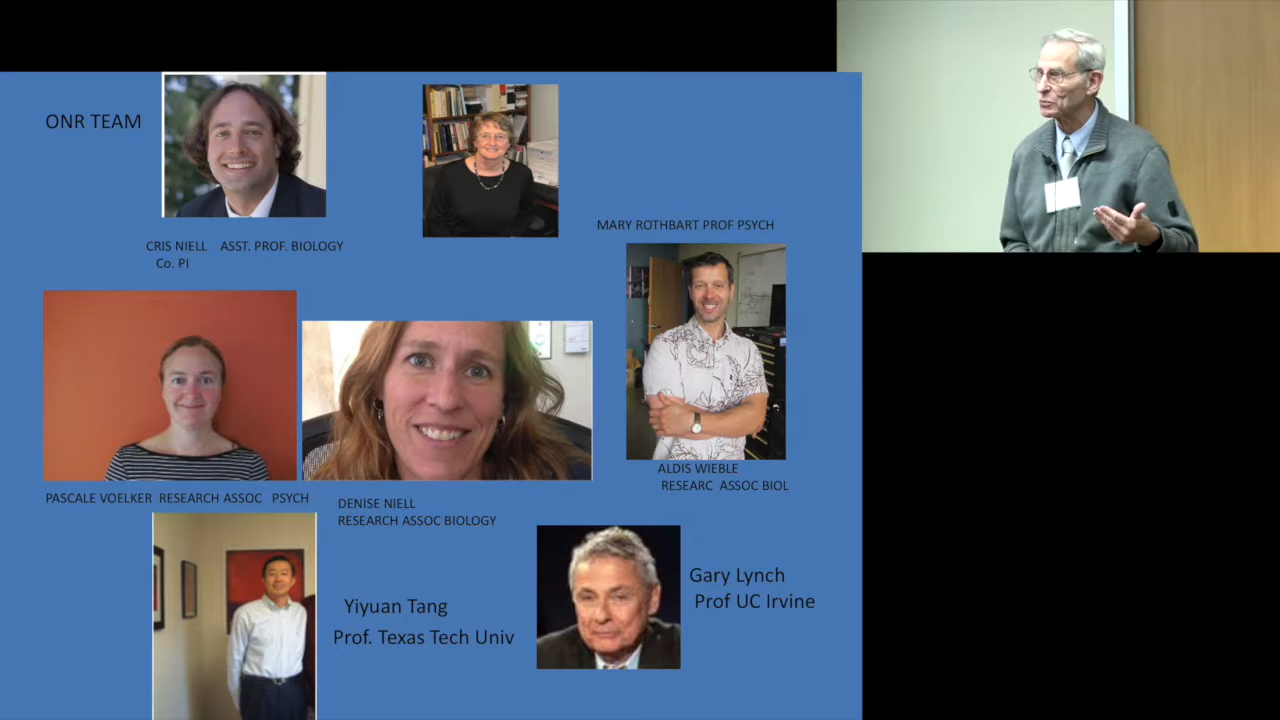 ONR TEAM
MARY ROTHBART PROF PSYCH
CRIS NIELL ASST. PROF. BIOLOGY
Co. PI
ALDIS WIEBLE
RESEARC ASSOC BIOL
PASCALE VOELKER RESEARCH ASSOC PSYCH
DENISE NIELL
RESEARCH ASSOC BIOLOGY
Gary Lynch
Prof UC Irvine
Yiyuan Tang
Prof. Texas Tech Univ